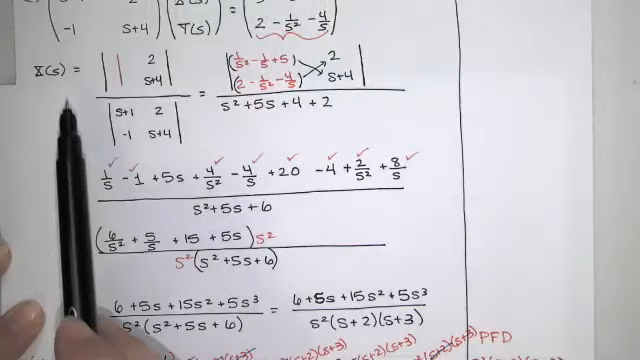 -1 s+4 Y(s) = 2 - 1/s² - 4/s
X(s) = | 2 s+4 | / | s+1 2 -1 s+4 | = | (1/s² - 1/s + 5) 2 (2 - 1/s² - 4/s) s+4 | / s² + 5s + 4 + 2
1/s - 1 + 5s + 4/s² - 4/s + 20 - 4 + 2/s² + 8/s
s² + 5s + 6
(6/s² + 5/s + 15 + 5s) s²
s² (s² + 5s + 6)
6 + 5s + 15s² + 5s³ / s² (s² + 5s + 6) = 6 + 5s + 15s² + 5s³ / s² (s+2)(s+3)
s²(s+2)(s+3) PFD